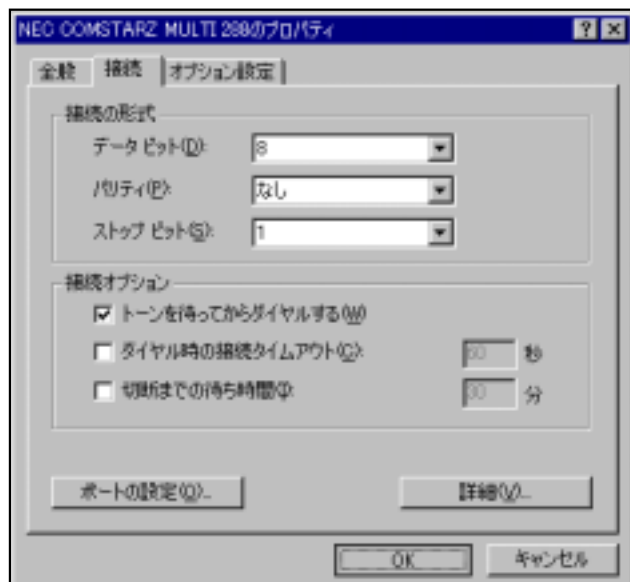 NEC COMSTARZ MULTI 288のプロパティ
全般 接続 オプション設定
接続の形式
データ ビット(D): 8
パリティ(P): なし
ストップ ビット(S): 1
接続オプション
トーンを待ってからダイヤルする(W)
ダイヤル時の接続タイムアウト(C): 60 秒
切断までの待ち時間(I): 30 分
ポートの設定(O)... 詳細(V)...
OK キャンセル